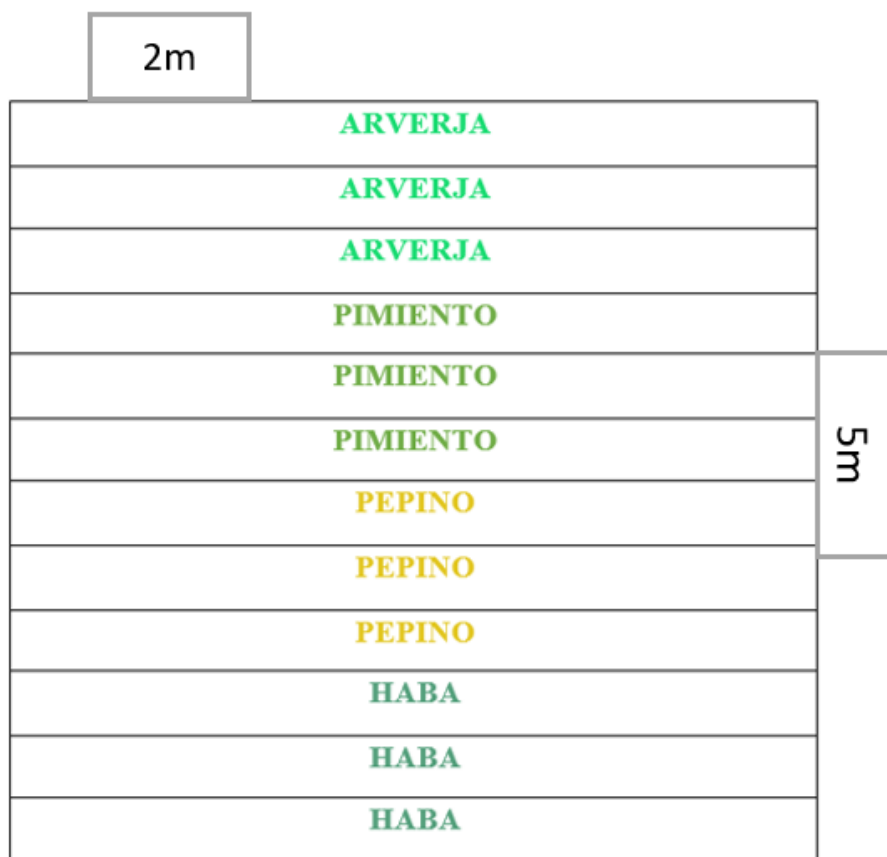 2m
ARVERJA
ARVERJA
ARVERJA
PIMIENTO
PIMIENTO
PIMIENTO
5m
PEPINO
PEPINO
PEPINO
HABA
HABA
HABA